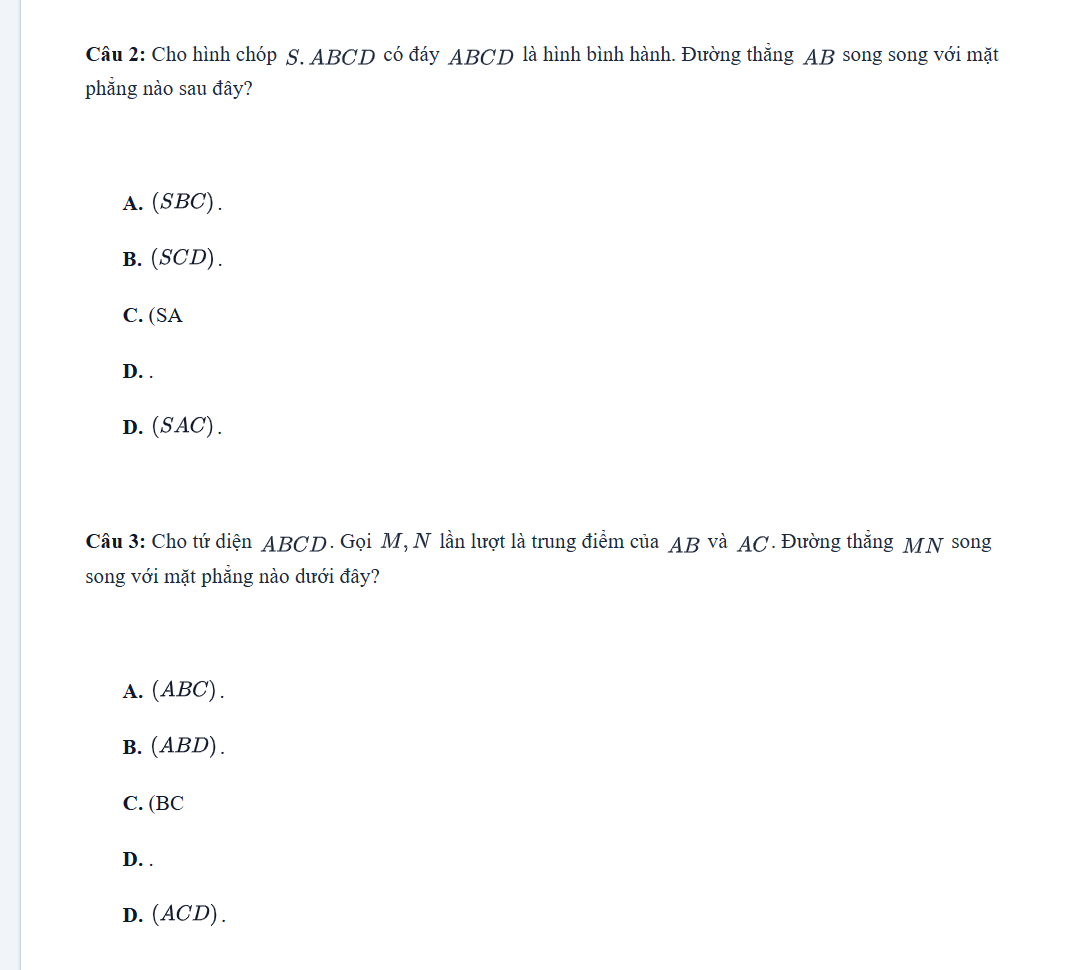 Câu 2: Cho hình chóp S.ABCD có đáy ABCD là hình bình hành. Đường thẳng AB song song với mặt
phẳng nào sau đây?
A. (SBC).
B. (SCD).
C. (SA
D. .
D. (SAC).
Câu 3: Cho tứ diện ABCD. Gọi M, N lần lượt là trung điểm của AB và AC. Đường thẳng MN song
song với mặt phẳng nào dưới đây?
A. (ABC).
B. (ABD).
C. (BC
D. .
D. (ACD).